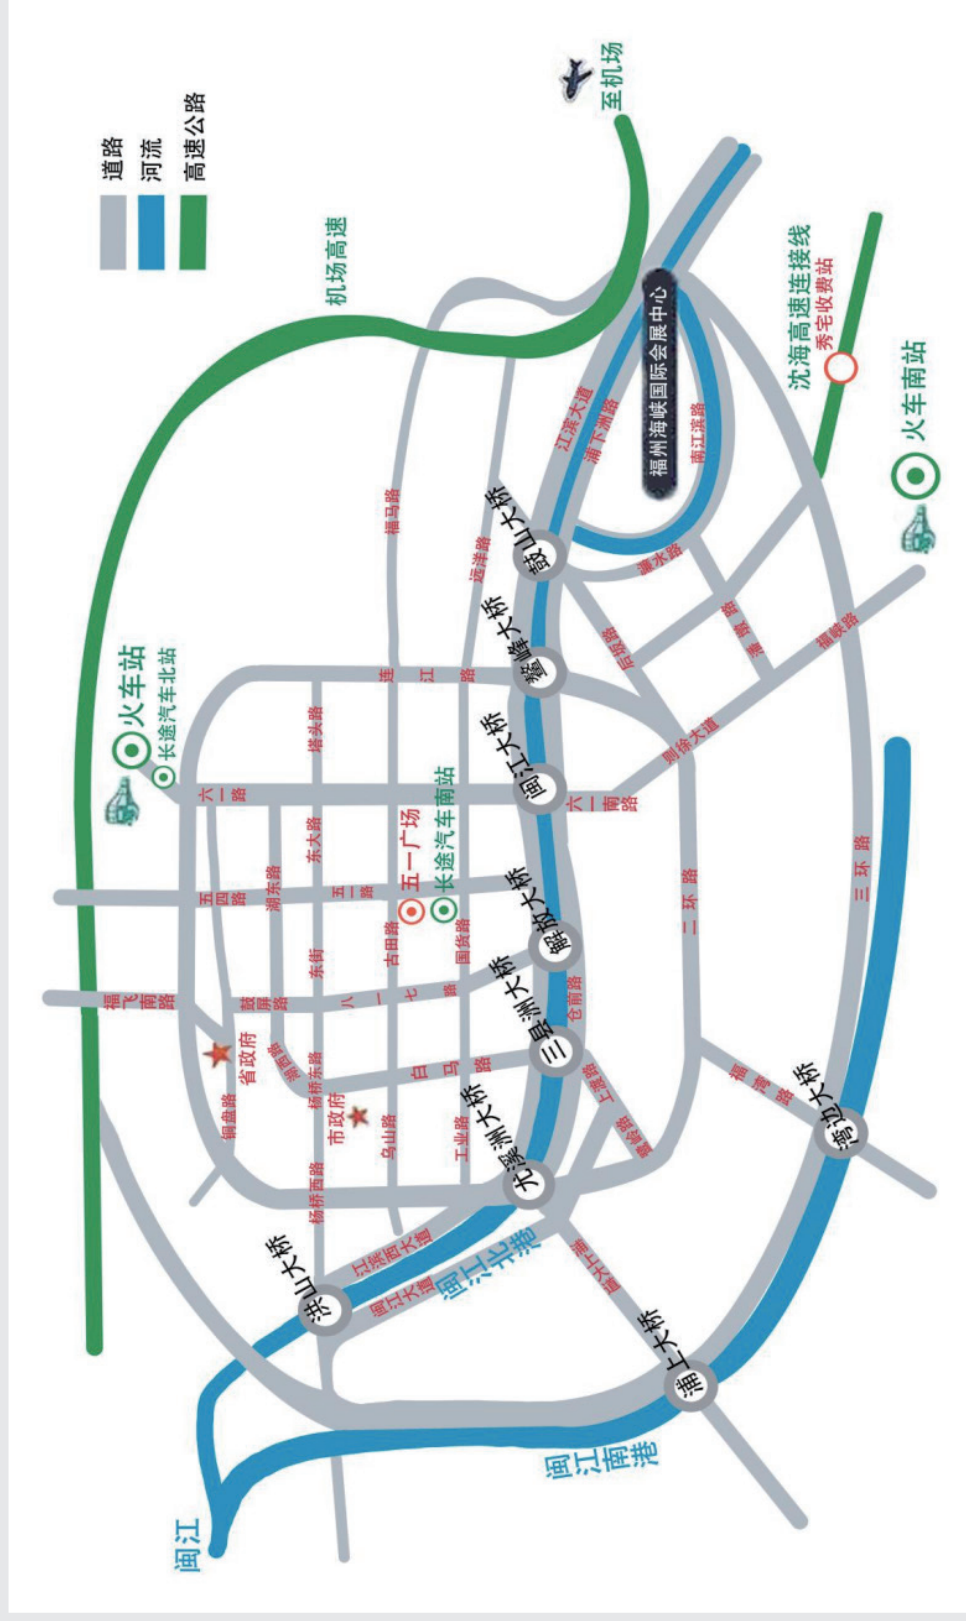 道路
河流
高速公路
至机场
机场高速
沈海高速连接线
秀宅收费站
火车南站
福州海峡国际会展中心
江滨大道
浦下洲路
南江滨路
福马路
远洋路
鼓山大桥
鳌峰大桥
闽江大桥
解放大桥
三县洲大桥
尤溪洲大桥
洪山大桥
浦上大桥
湾边大桥
火车站
长途汽车北站
连江路
塔头路
六一路
六一南路
则徐大道
福峡路
后坂路
潘墩路
濂水路
三环路
二环路
东大路
湖东路
五四路
五一路
五一广场
长途汽车南站
古田路
国货路
东街
八一七路
鼓屏路
福飞南路
省政府
湖西路
铜盘路
杨桥东路
市政府
白马路
乌山路
工业路
杨桥西路
仓前路
上渡路
福湾路
浦上大道
江滨西大道
闽江大道
闽江北港
闽江南港
闽江